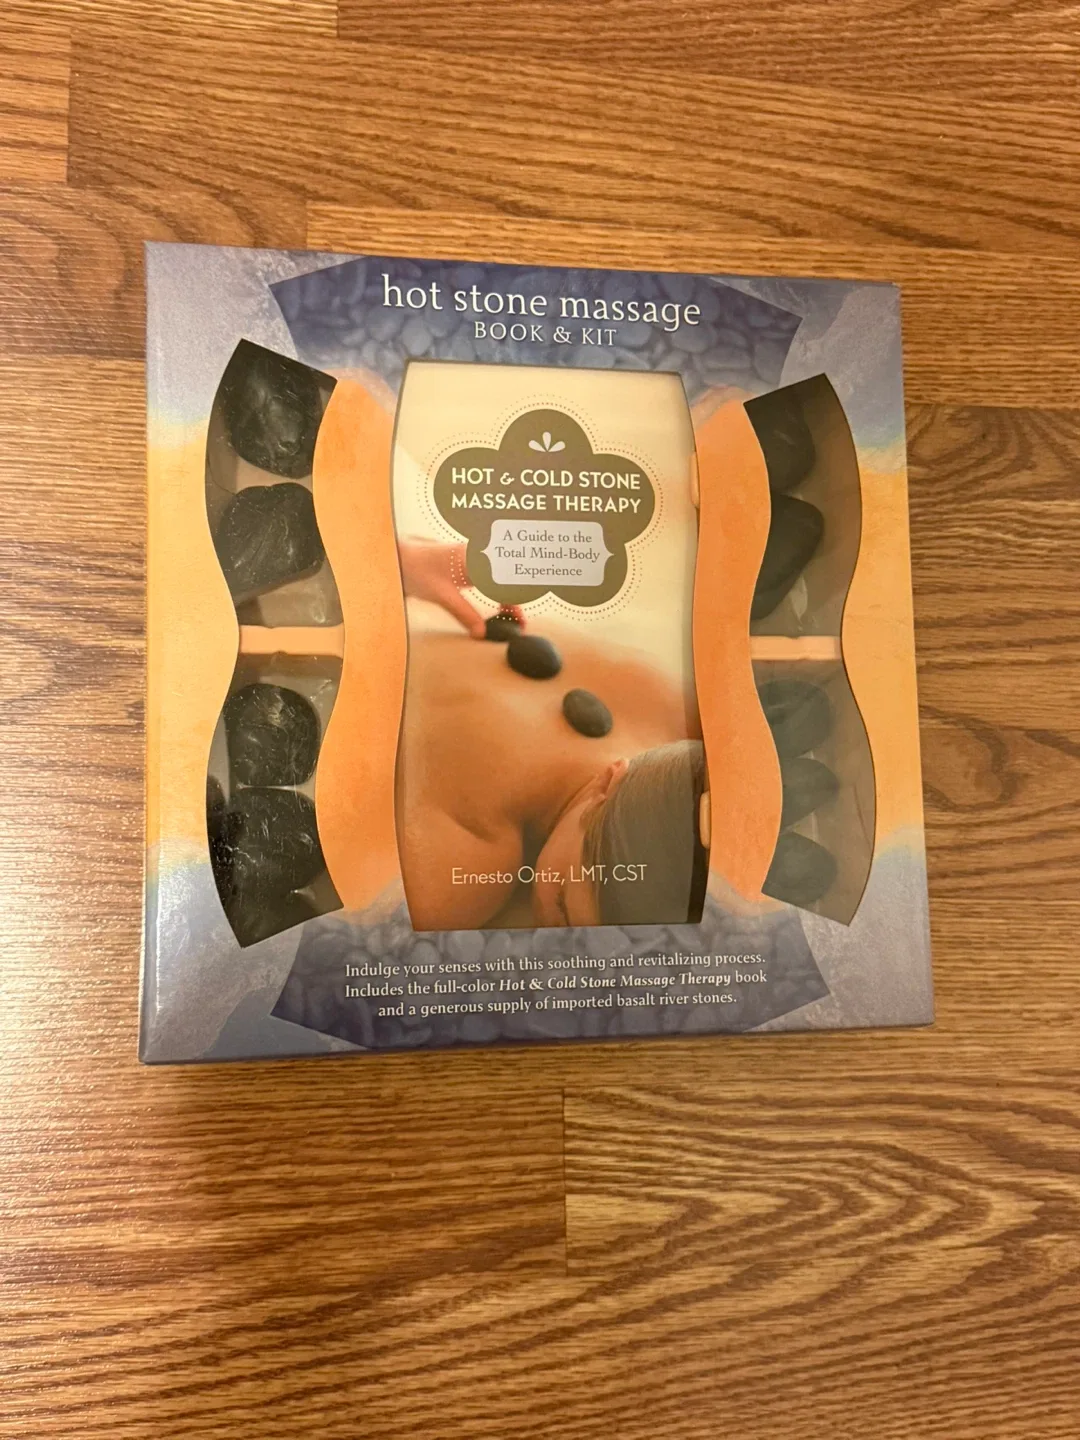 hot stone massage
BOOK & KIT
HOT & COLD STONE
MASSAGE THERAPY
A Guide to the
Total Mind-Body
Experience
Ernesto Ortiz, LMT, CST
Indulge your senses with this soothing and revitalizing process.
Includes the full-color Hot & Cold Stone Massage Therapy book
and a generous supply of imported basalt river stones.